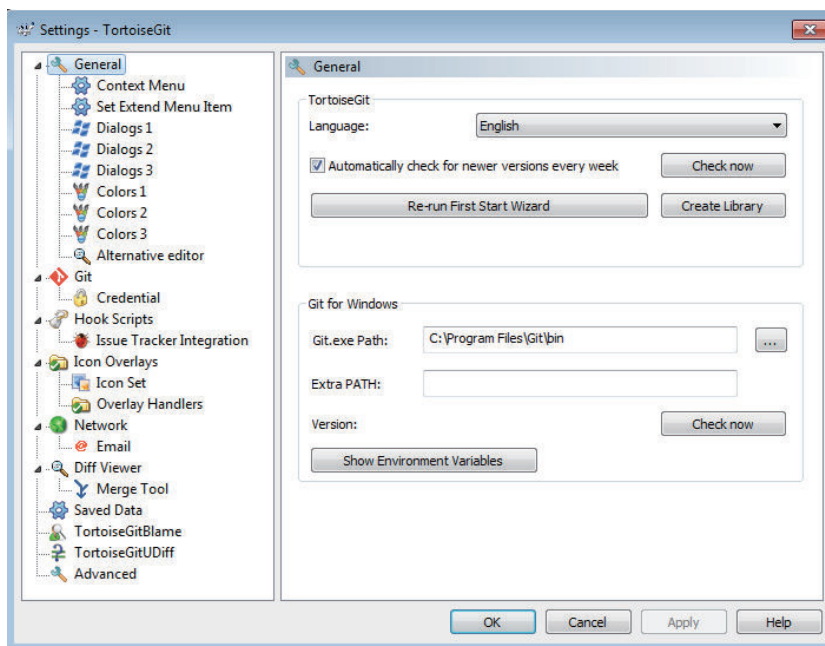 Settings - TortoiseGit
General
Context Menu
Set Extend Menu Item
Dialogs 1
Dialogs 2
Dialogs 3
Colors 1
Colors 2
Colors 3
Alternative editor
Git
Credential
Hook Scripts
Issue Tracker Integration
Icon Overlays
Icon Set
Overlay Handlers
Network
Email
Diff Viewer
Merge Tool
Saved Data
TortoiseGitBlame
TortoiseGitUDiff
Advanced
General
TortoiseGit
Language: English
Automatically check for newer versions every week Check now
Re-run First Start Wizard Create Library
Git for Windows
Git.exe Path: C:\Program Files\Git\bin ...
Extra PATH:
Version: Check now
Show Environment Variables
OK Cancel Apply Help